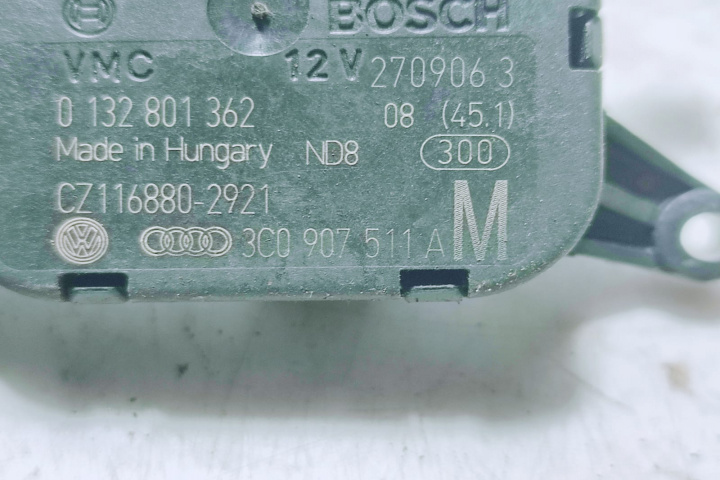 BOSCH
VMC 12V 270906 3
0 132 801 362 08 (45.1)
Made in Hungary ND8 300
CZ116880-2921
3C0 907 511 A M